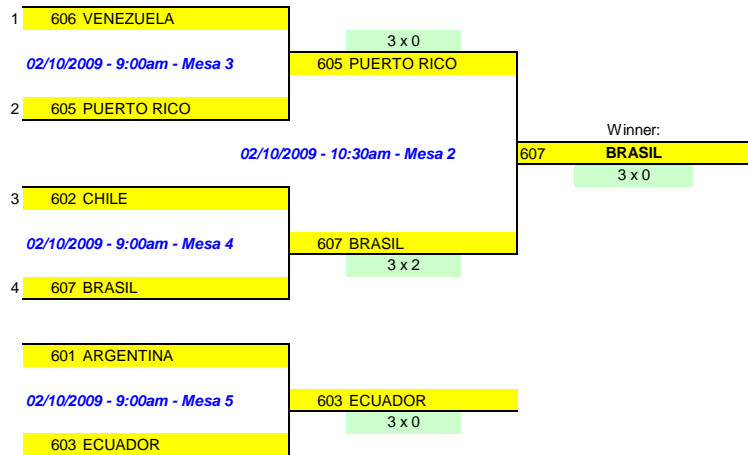 1 606 VENEZUELA
3 x 0
02/10/2009 - 9:00am - Mesa 3 605 PUERTO RICO
2 605 PUERTO RICO
Winner:
02/10/2009 - 10:30am - Mesa 2 607 BRASIL
3 x 0
3 602 CHILE
02/10/2009 - 9:00am - Mesa 4 607 BRASIL
3 x 2
4 607 BRASIL
601 ARGENTINA
02/10/2009 - 9:00am - Mesa 5 603 ECUADOR
3 x 0
603 ECUADOR